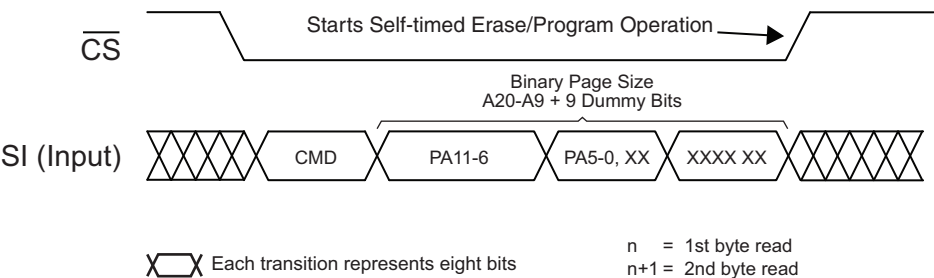 Starts Self-timed Erase/Program Operation
CS
Binary Page Size
A20-A9 + 9 Dummy Bits
SI (Input)
CMD
PA11-6
PA5-0, XX
XXXX XX
Each transition represents eight bits
n = 1st byte read
n+1 = 2nd byte read